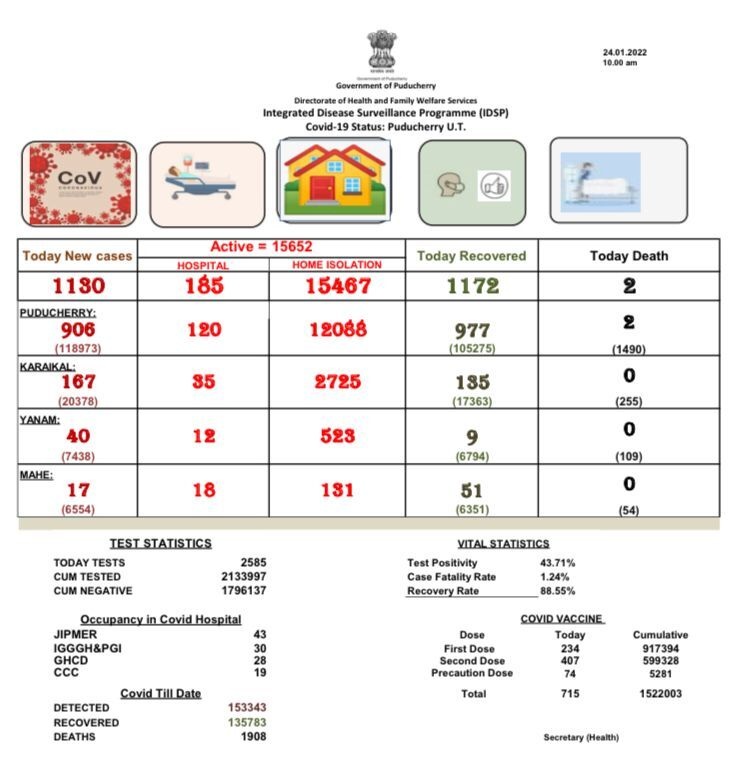 24.01.2022
10.00 am
Government of Puducherry
Government of Puducherry
Directorate of Health and Family Welfare Services
Integrated Disease Surveillance Programme (IDSP)
Covid-19 Status: Puducherry U.T.
CoV
CORONAVIRUS
Today New cases
Active = 15652
HOSPITAL HOME ISOLATION
Today Recovered
Today Death
1130 185 15467 1172 2
PUDUCHERRY:
906 120 12088 977 2
(118973) (105275) (1490)
KARAIKAL:
167 35 2725 135 0
(20378) (17363) (255)
YANAM:
40 12 523 9 0
(7438) (6794) (109)
MAHE:
17 18 131 51 0
(6554) (6351) (54)
TEST STATISTICS
TODAY TESTS 2585
CUM TESTED 2133997
CUM NEGATIVE 1796137
VITAL STATISTICS
Test Positivity 43.71%
Case Fatality Rate 1.24%
Recovery Rate 88.55%
Occupancy in Covid Hospital
JIPMER 43
IGGGH&PGI 30
GHCD 28
CCC 19
COVID VACCINE
Dose Today Cumulative
First Dose 234 917394
Second Dose 407 599328
Precaution Dose 74 5281
Total 715 1522003
Covid Till Date
DETECTED 153343
RECOVERED 135783
DEATHS 1908
Secretary (Health)